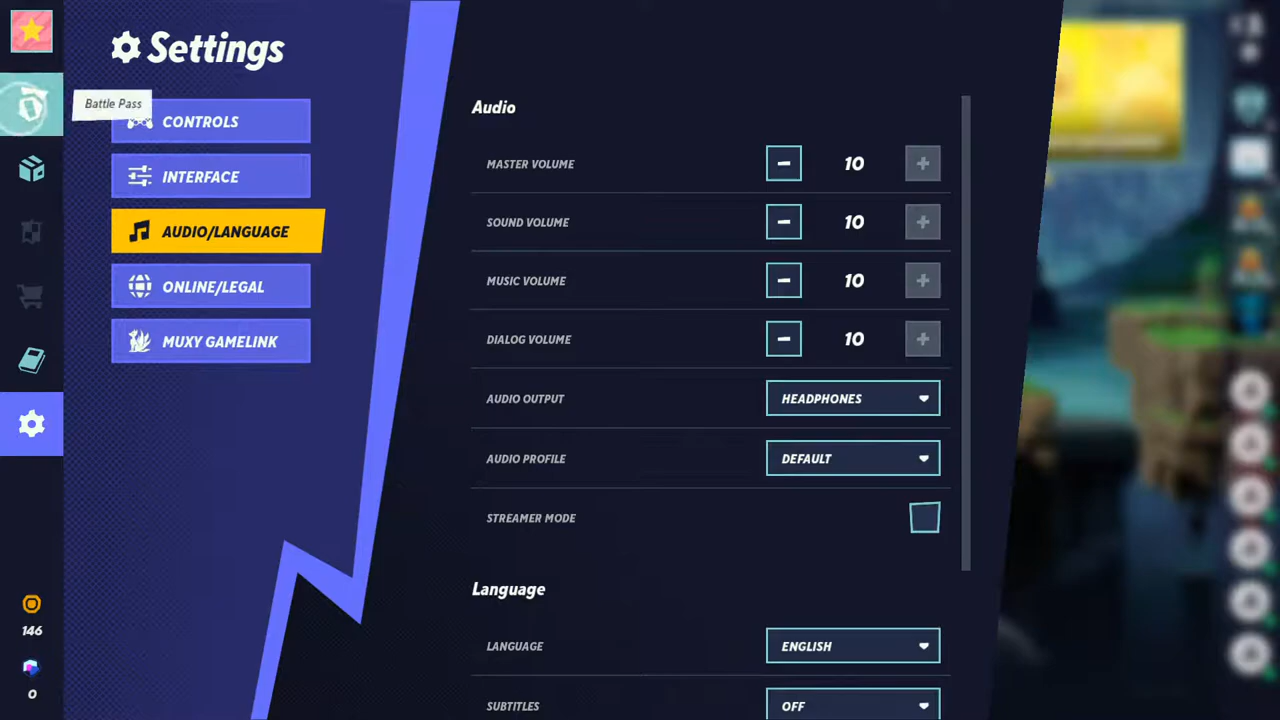 Settings
Battle Pass
CONTROLS
INTERFACE
AUDIO/LANGUAGE
ONLINE/LEGAL
MUXY GAMELINK
146
0
Audio
MASTER VOLUME - 10 +
SOUND VOLUME - 10 +
MUSIC VOLUME - 10 +
DIALOG VOLUME - 10 +
AUDIO OUTPUT HEADPHONES
AUDIO PROFILE DEFAULT
STREAMER MODE
Language
LANGUAGE ENGLISH
SUBTITLES OFF